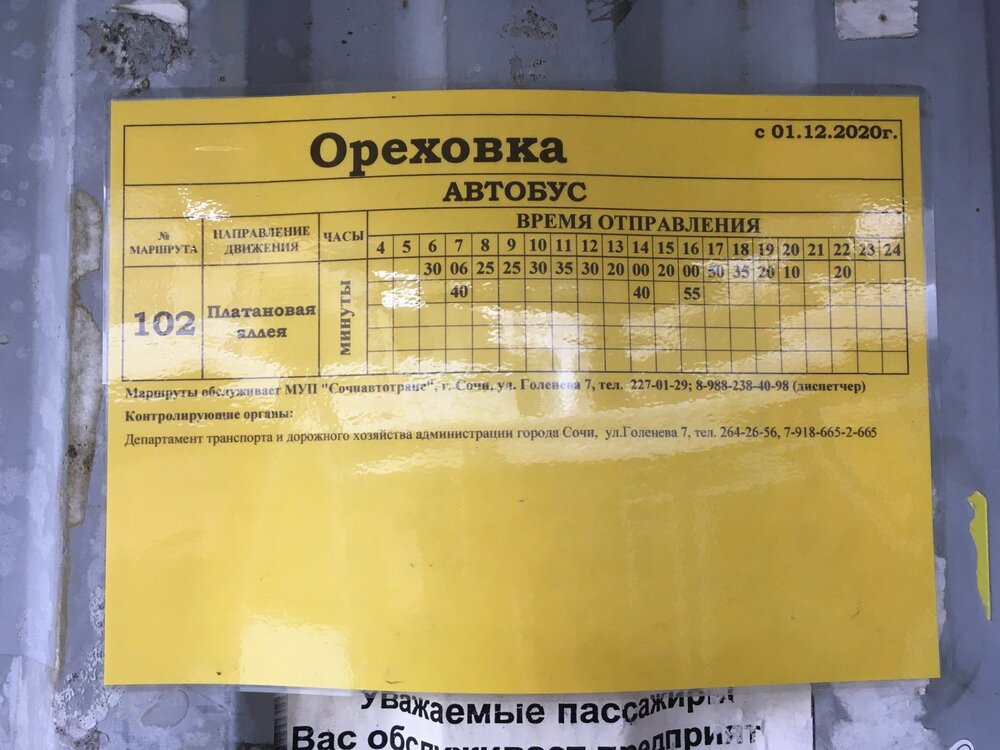 Ореховка
с 01.12.2020г.
АВТОБУС
№ МАРШРУТА
НАПРАВЛЕНИЕ ДВИЖЕНИЯ
ЧАСЫ
ВРЕМЯ ОТПРАВЛЕНИЯ
4 5 6 7 8 9 10 11 12 13 14 15 16 17 18 19 20 21 22 23 24
102
Платановая аллея
минуты
30 06 25 25 30 35 30 20 00 20 00 50 35 20 10 20
40 40 55
Маршруты обслуживает МУП "Сочиавтотранс", г. Сочи, ул. Голенева 7, тел. 227-01-29; 8-988-238-40-98 (диспетчер)
Контролирующие органы:
Департамент транспорта и дорожного хозяйства администрации города Сочи, ул.Голенева 7, тел. 264-26-56, 7-918-665-2-665
Уважаемые пассажиры
Вас обслуживает предприят